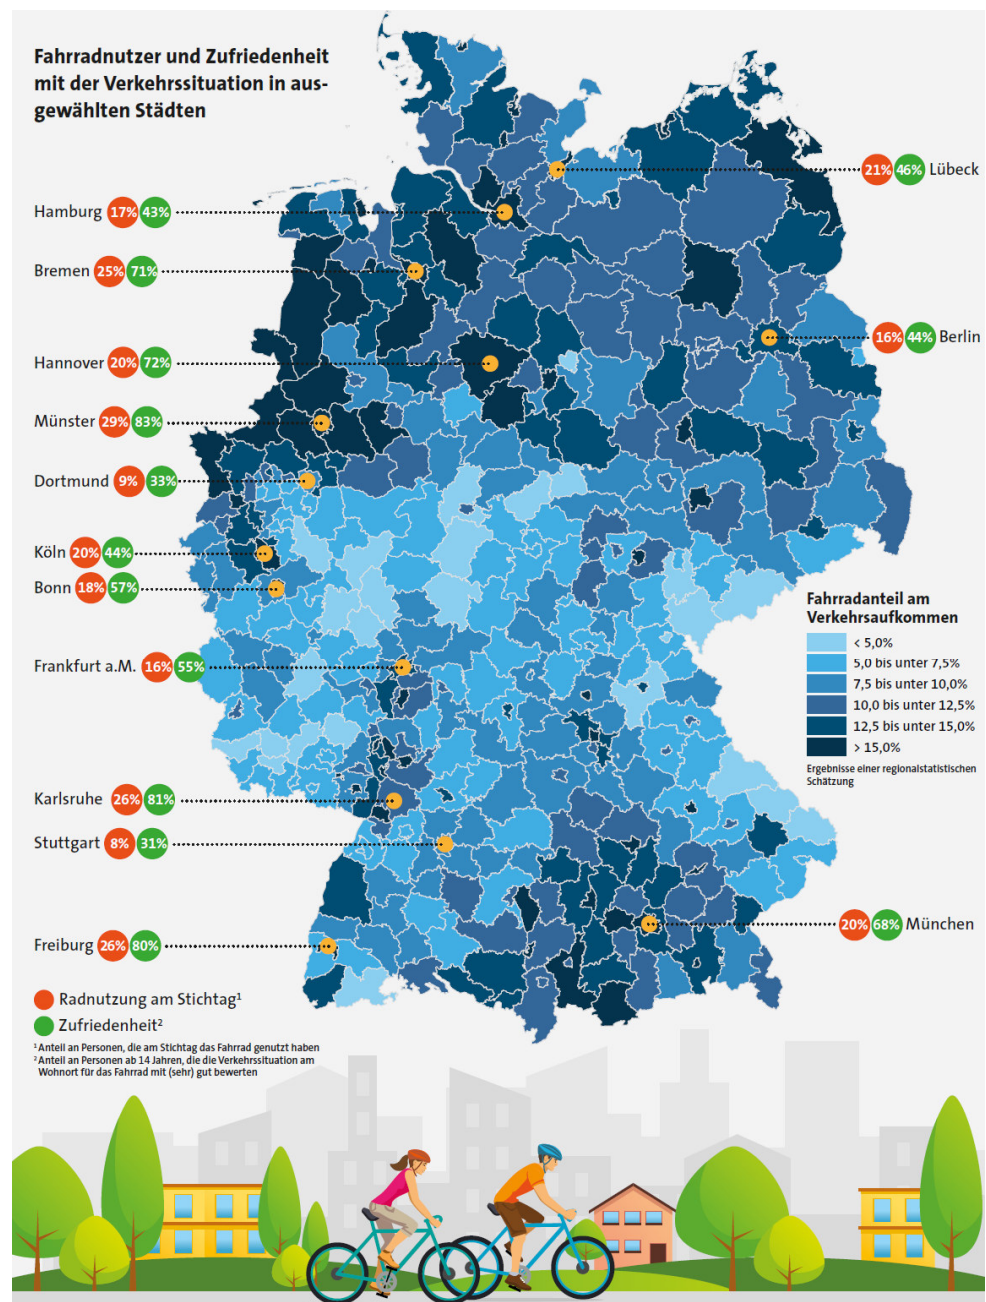 Fahrradnutzer und Zufriedenheit
mit der Verkehrssituation in aus-
gewählten Städten
21% 46% Lübeck
Hamburg 17% 43%
Bremen 25% 71%
16% 44% Berlin
Hannover 20% 72%
Münster 29% 83%
Dortmund 9% 33%
Köln 20% 44%
Bonn 18% 57%
Fahrradanteil am
Verkehrsaufkommen
< 5,0%
5,0 bis unter 7,5%
7,5 bis unter 10,0%
10,0 bis unter 12,5%
12,5 bis unter 15,0%
> 15,0%
Ergebnisse einer regionalstatistischen
Schätzung
Frankfurt a.M. 16% 55%
Karlsruhe 26% 81%
Stuttgart 8% 31%
20% 68% München
Freiburg 26% 80%
Radnutzung am Stichtag¹
Zufriedenheit²
¹ Anteil an Personen, die am Stichtag das Fahrrad genutzt haben
² Anteil an Personen ab 14 Jahren, die die Verkehrssituation am
Wohnort für das Fahrrad mit (sehr) gut bewerten